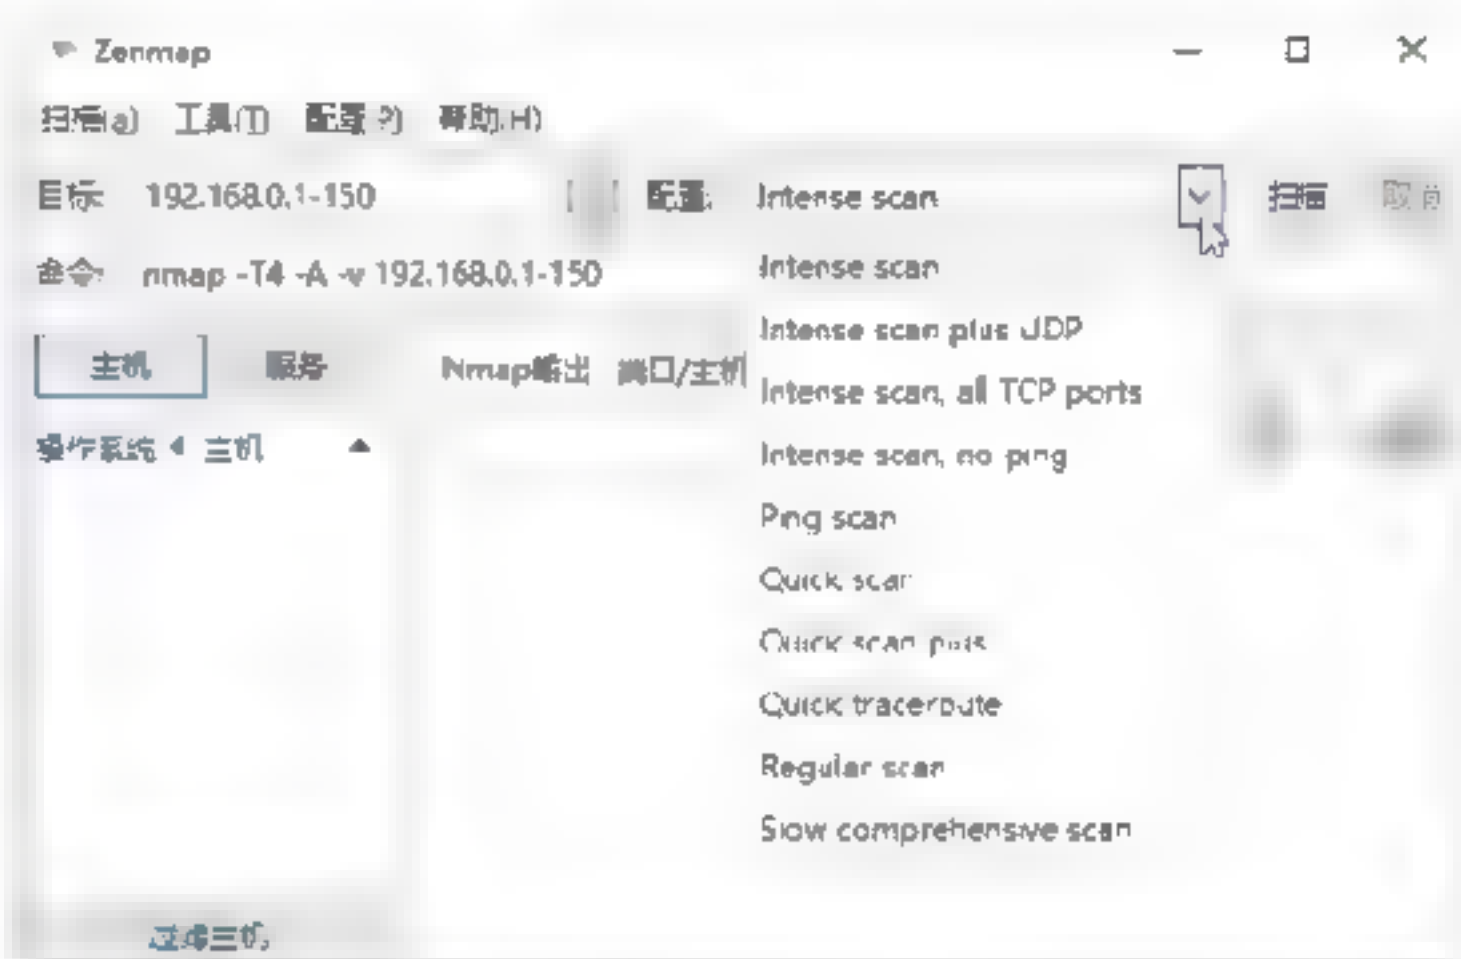 Zenmap
扫描(a) 工具(T) 配置(P) 帮助(H)
目标: 192.168.0.1-150 配置: Intense scan 扫描 取消
命令: nmap -T4 -A -v 192.168.0.1-150
主机 服务 Nmap输出 端口/主机
操作系统 主机
Intense scan
Intense scan plus UDP
Intense scan, all TCP ports
Intense scan, no ping
Ping scan
Quick scan
Quick scan plus
Quick traceroute
Regular scan
Slow comprehensive scan
过滤主机